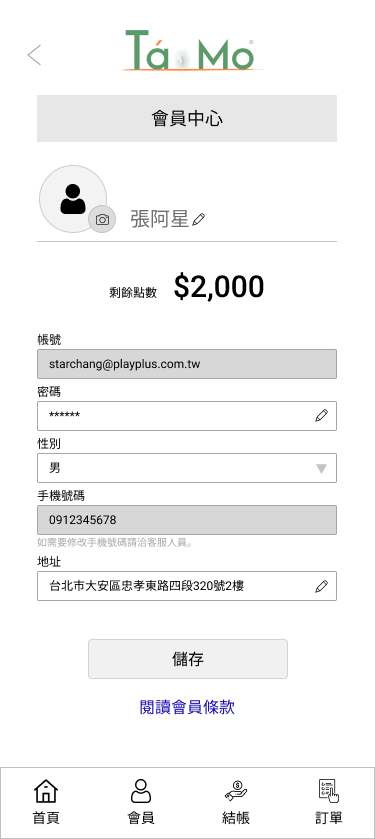 Tá Mo
會員中心
張阿星
剩餘點數 $2,000
帳號
starchang@playplus.com.tw
密碼
******
性別
男
手機號碼
0912345678
如需要修改手機號碼請洽客服人員。
地址
台北市大安區忠孝東路四段320號2樓
儲存
閱讀會員條款
首頁 會員 結帳 訂單